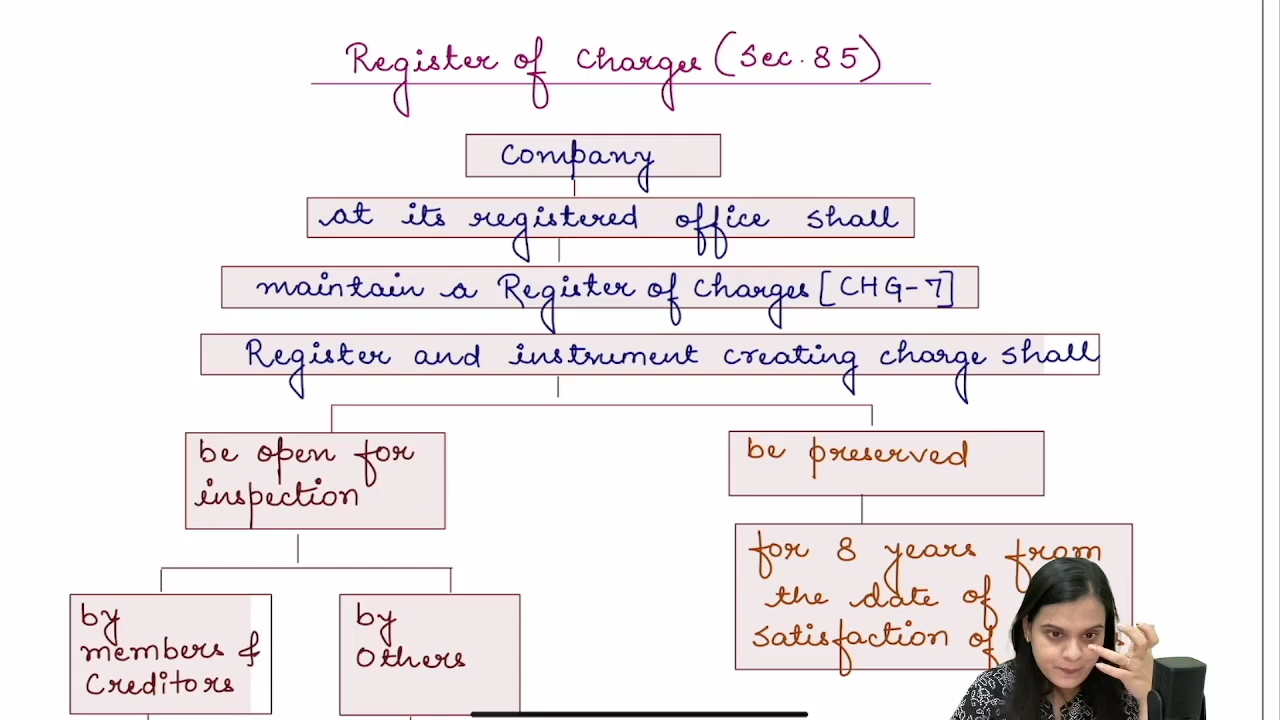 Register of Charges (Sec. 85)
Company
at its registered office shall
maintain a Register of Charges [CHG-7]
Register and instrument creating charge shall
be open for
inspection
be preserved
for 8 years from
the date of
satisfaction of
by
members &
Creditors
by
Others